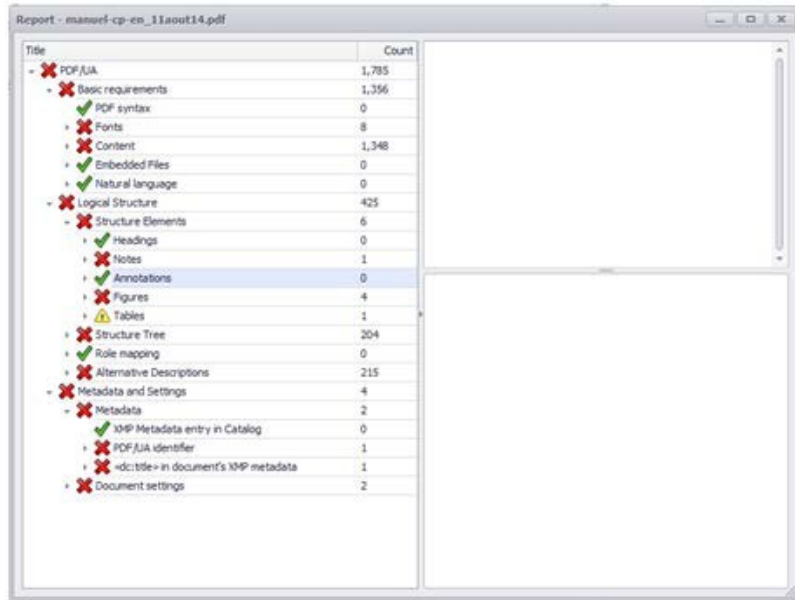 Report - manuel-cp-en_11aout14.pdf
Title Count
PDF/UA 1,785
Basic requirements 1,356
PDF syntax 0
Fonts 8
Content 1,348
Embedded Files 0
Natural language 0
Logical Structure 425
Structure Elements 6
Headings 0
Notes 1
Annotations 0
Figures 4
Tables 1
Structure Tree 204
Role mapping 0
Alternative Descriptions 215
Metadata and Settings 4
Metadata 2
XMP Metadata entry in Catalog 0
PDF/UA identifier 1
<dc:title> in document's XMP metadata 1
Document settings 2